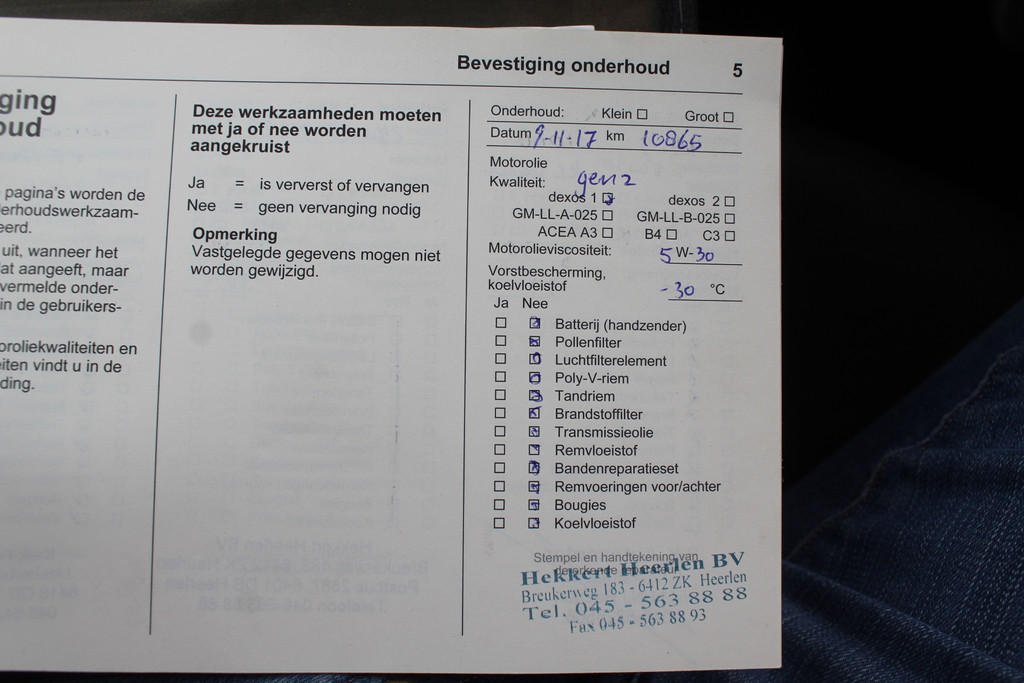 Bevestiging onderhoud 5
ging
oud
pagina's worden de
erhoudswerkzaam-
eerd.
uit, wanneer het
at aangeeft, maar
vermelde onder-
in de gebruikers-
oroliekwaliteiten en
iten vindt u in de
ding.
Deze werkzaamheden moeten
met ja of nee worden
aangekruist
Ja = is ververst of vervangen
Nee = geen vervanging nodig
Opmerking
Vastgelegde gegevens mogen niet
worden gewijzigd.
Onderhoud: Klein ☐ Groot ☐
Datum 9-11-17 km 10865
Motorolie
Kwaliteit: gen 2
dexos 1 ☒ dexos 2 ☐
GM-LL-A-025 ☐ GM-LL-B-025 ☐
ACEA A3 ☐ B4 ☐ C3 ☐
Motorolieviscositeit: 5 W-30
Vorstbescherming,
koelvloeistof -30 °C
Ja Nee
☐ ☒ Batterij (handzender)
☐ ☒ Pollenfilter
☐ ☒ Luchtfilterelement
☐ ☒ Poly-V-riem
☐ ☒ Tandriem
☐ ☒ Brandstoffilter
☐ ☒ Transmissieolie
☐ ☒ Remvloeistof
☐ ☒ Bandenreparatieset
☐ ☒ Remvoeringen voor/achter
☐ ☒ Bougies
☐ ☒ Koelvloeistof
Stempel en handtekening van
de erkende reparateur
Hekkert Heerlen BV
Breukerweg 183 - 6412 ZK Heerlen
Tel. 045 - 563 88 88
Fax 045 - 563 88 93